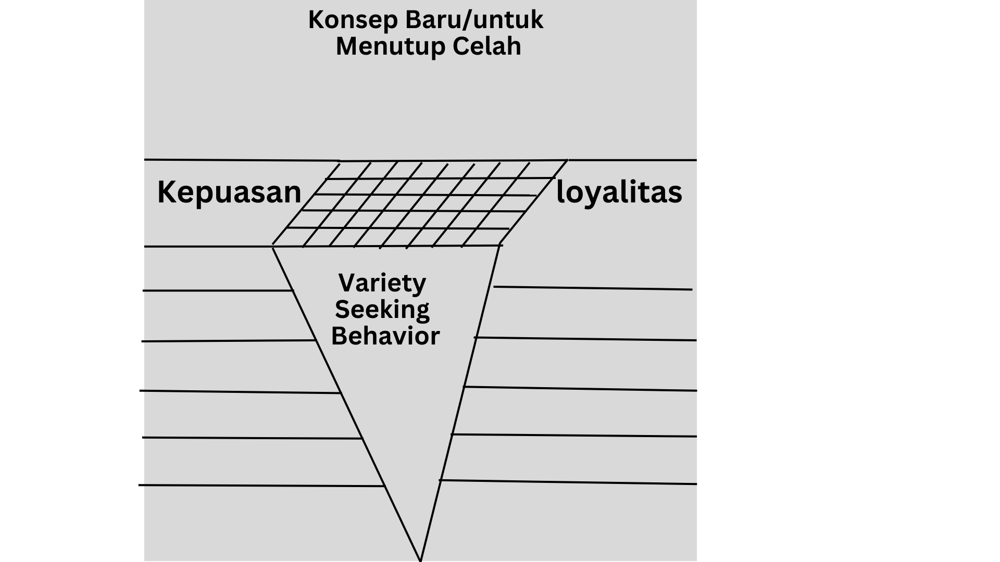 Konsep Baru/untuk
Menutup Celah
Kepuasan
loyalitas
Variety
Seeking
Behavior